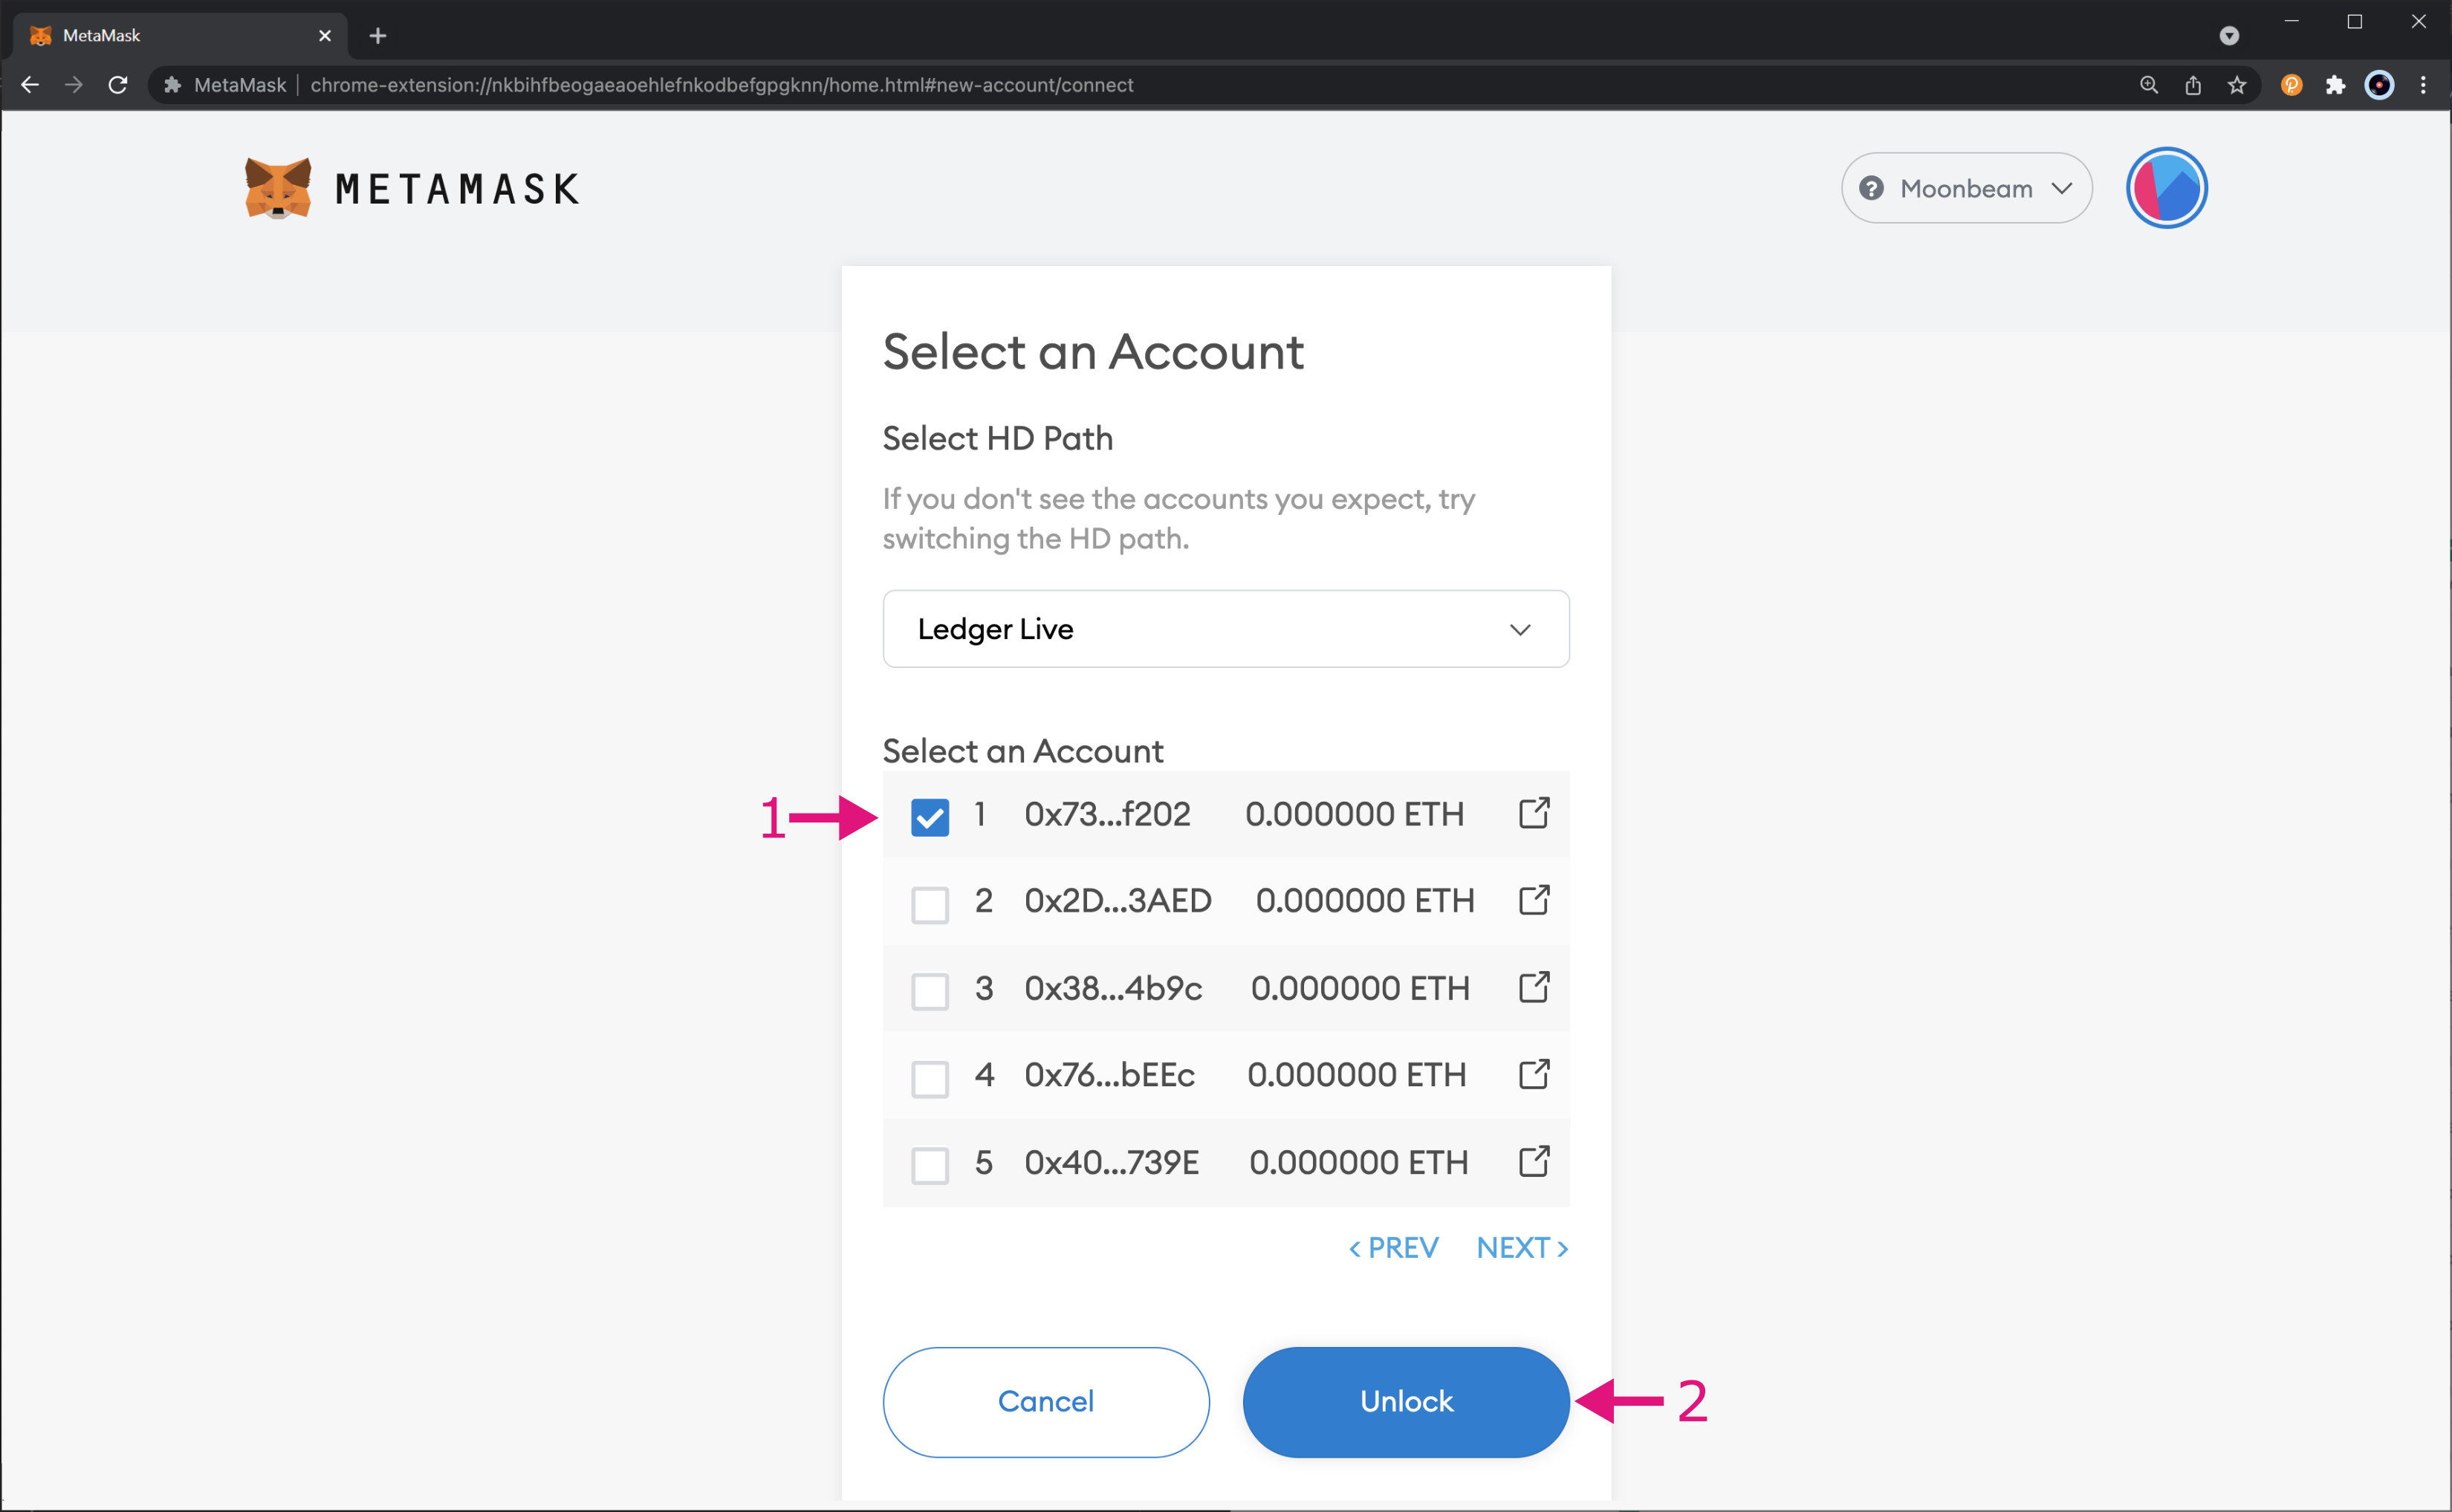 MetaMask
MetaMask | chrome-extension://nkbihfbeogaeaoehlefnkodbefgpgknn/home.html#new-account/connect
METAMASK
? Moonbeam
Select an Account
Select HD Path
If you don't see the accounts you expect, try
switching the HD path.
Ledger Live
Select an Account
1 1 0x73...f202 0.000000 ETH
2 0x2D...3AED 0.000000 ETH
3 0x38...4b9c 0.000000 ETH
4 0x76...bEEc 0.000000 ETH
5 0x40...739E 0.000000 ETH
< PREV NEXT >
Cancel Unlock 2